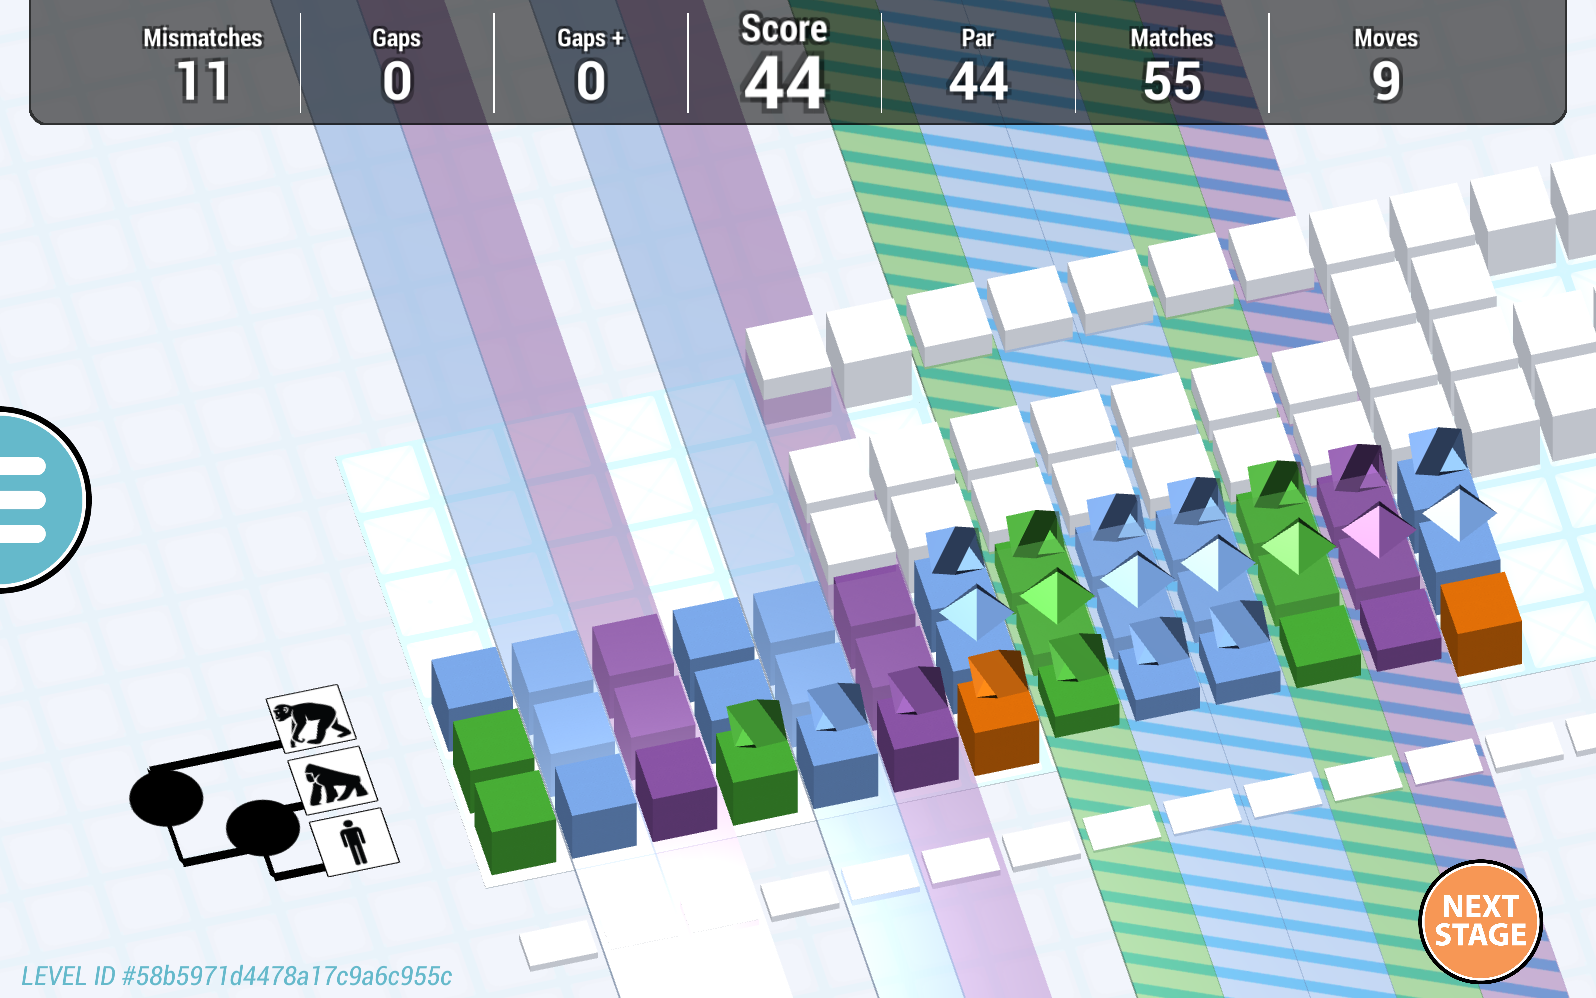 Mismatches
11
Gaps
0
Gaps +
0
Score
44
Par
44
Matches
55
Moves
9
NEXT
STAGE
LEVEL ID #58b5971d4478a17c9a6c955c